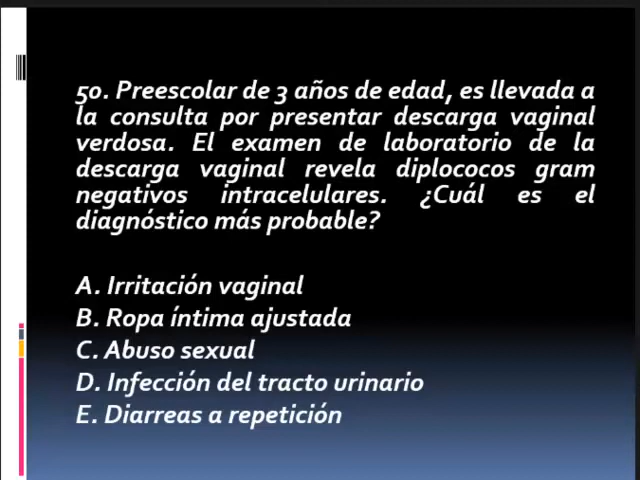 50. Preescolar de 3 años de edad, es llevada a
la consulta por presentar descarga vaginal
verdosa. El examen de laboratorio de la
descarga vaginal revela diplococos gram
negativos intracelulares. ¿Cuál es el
diagnóstico más probable?
A. Irritación vaginal
B. Ropa íntima ajustada
C. Abuso sexual
D. Infección del tracto urinario
E. Diarreas a repetición